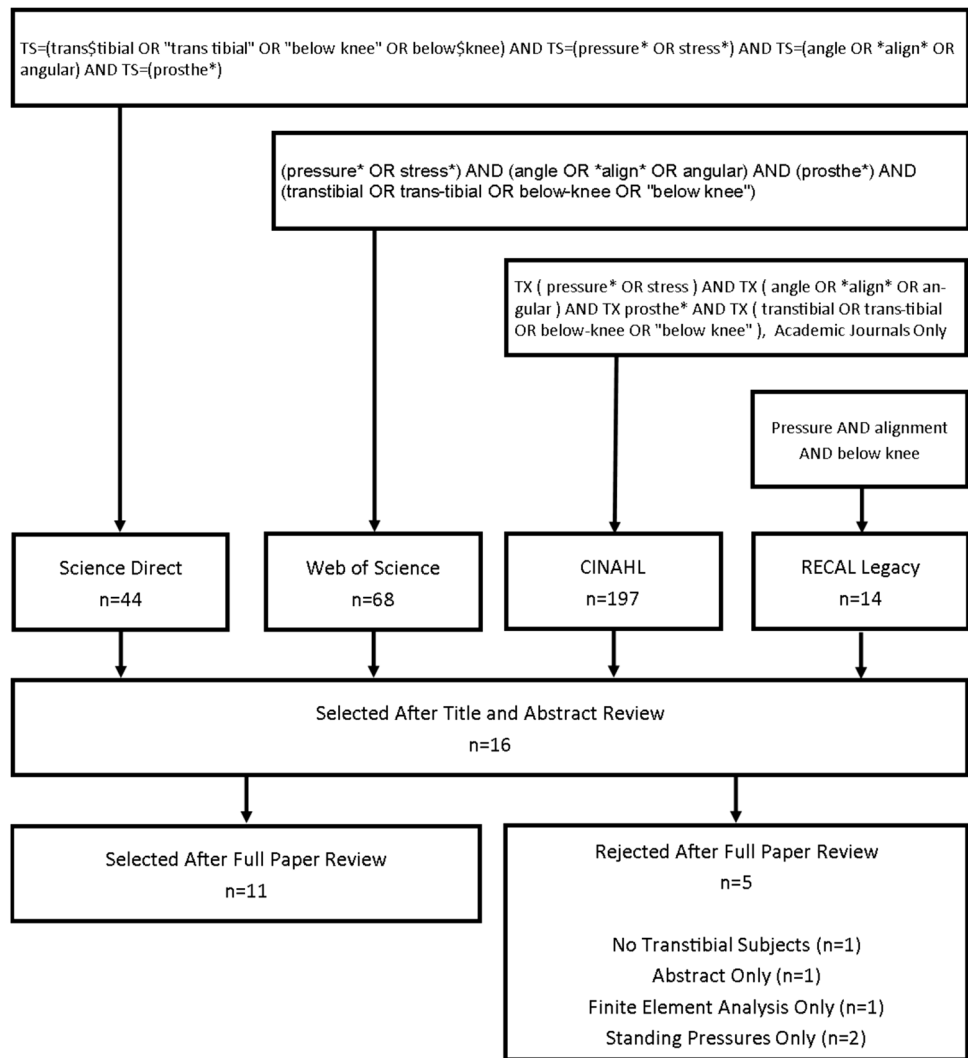 TS=(trans$tibial OR "trans tibial" OR "below knee" OR below$knee) AND TS=(pressure* OR stress*) AND TS=(angle OR *align* OR
angular) AND TS=(prosthe*)
(pressure* OR stress*) AND (angle OR *align* OR angular) AND (prosthe*) AND
(transtibial OR trans-tibial OR below-knee OR "below knee")
TX ( pressure* OR stress ) AND TX ( angle OR *align* OR an-
gular ) AND TX prosthe* AND TX ( transtibial OR trans-tibial
OR below-knee OR "below knee" ), Academic Journals Only
Pressure AND alignment
AND below knee
Science Direct
n=44
Web of Science
n=68
CINAHL
n=197
RECAL Legacy
n=14
Selected After Title and Abstract Review
n=16
Selected After Full Paper Review
n=11
Rejected After Full Paper Review
n=5
No Transtibial Subjects (n=1)
Abstract Only (n=1)
Finite Element Analysis Only (n=1)
Standing Pressures Only (n=2)